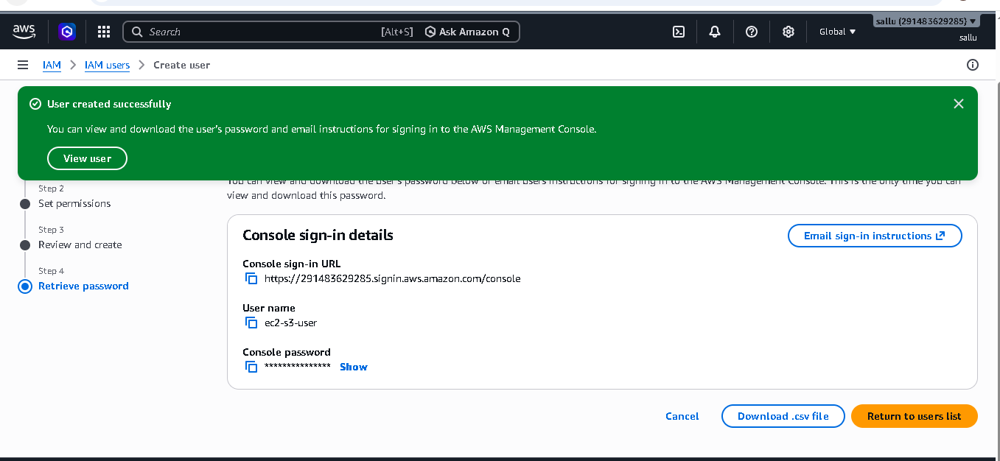 aws
Search [Alt+S] Ask Amazon Q
Global ▼
sallu (291483629285) ▼
sallu
IAM > IAM users > Create user
User created successfully
You can view and download the user's password and email instructions for signing in to the AWS Management Console.
View user
You can view and download the user's password below or email users instructions for signing in to the AWS Management Console. This is the only time you can
view and download this password.
Step 2
Set permissions
Step 3
Review and create
Step 4
Retrieve password
Console sign-in details
Email sign-in instructions
Console sign-in URL
https://291483629285.signin.aws.amazon.com/console
User name
ec2-s3-user
Console password
*************** Show
Cancel
Download .csv file
Return to users list